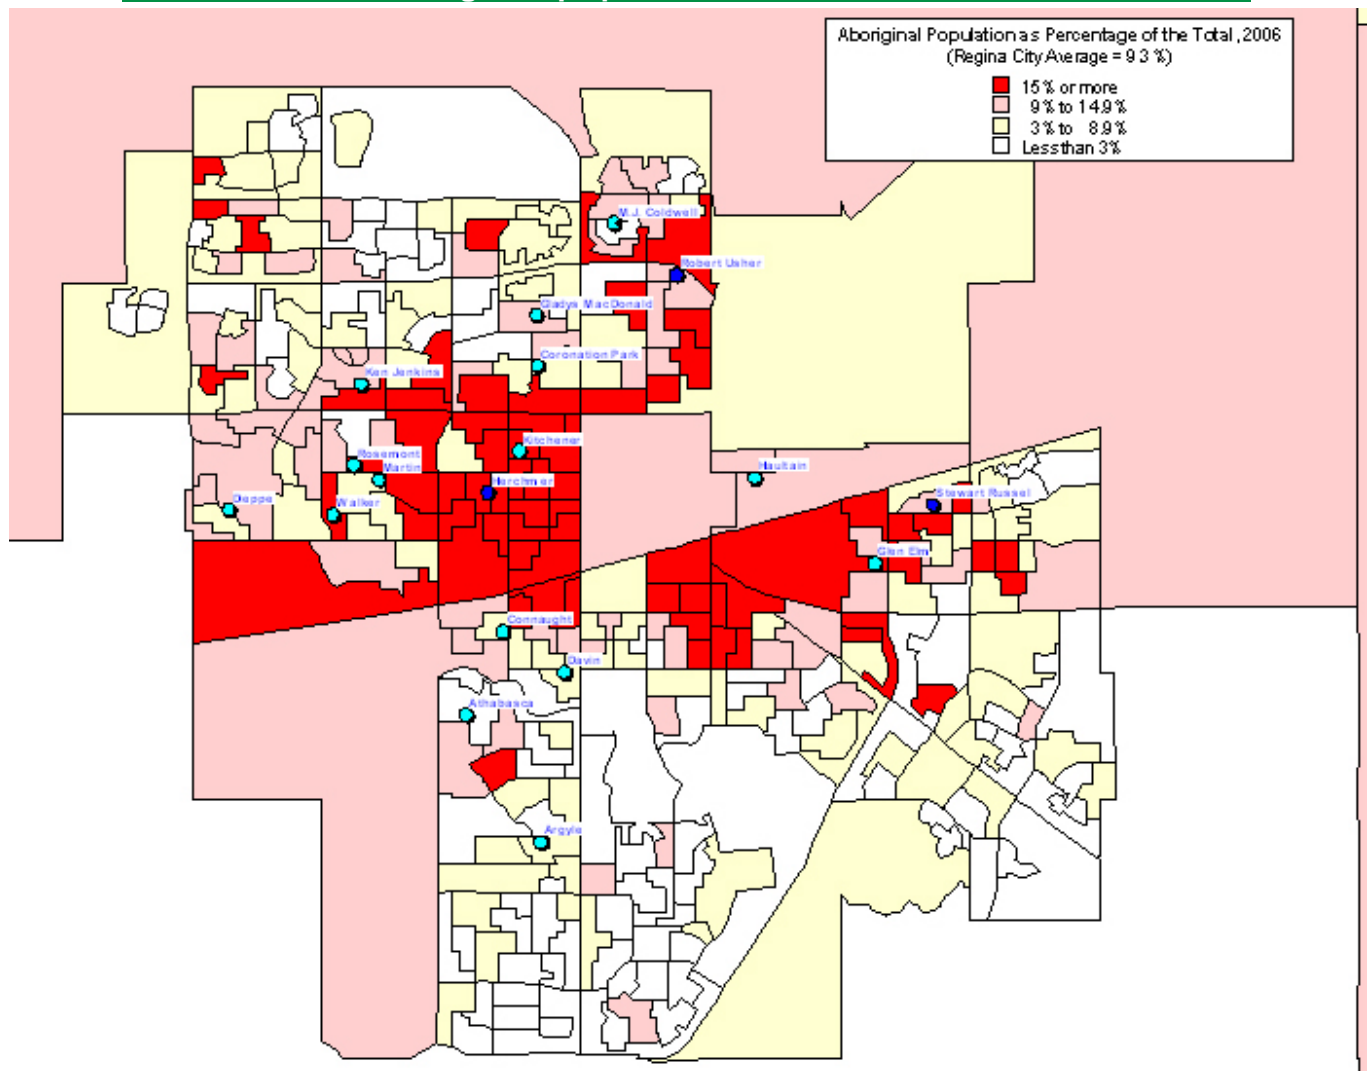 Aboriginal Population as Percentage of the Total, 2006
(Regina City Average = 9.3%)
15% or more
9% to 14.9%
3% to 8.9%
Less than 3%
M.J. Coldwell
Robert Usher
Gladys MacDonald
Coronation Park
Ken Jenkins
Kitchener
Rosemont
Martin
Haultain
Herchmer
Stewart Russel
Deppe
Walker
Glen Elm
Connaught
Davin
Athabasca
Argyle